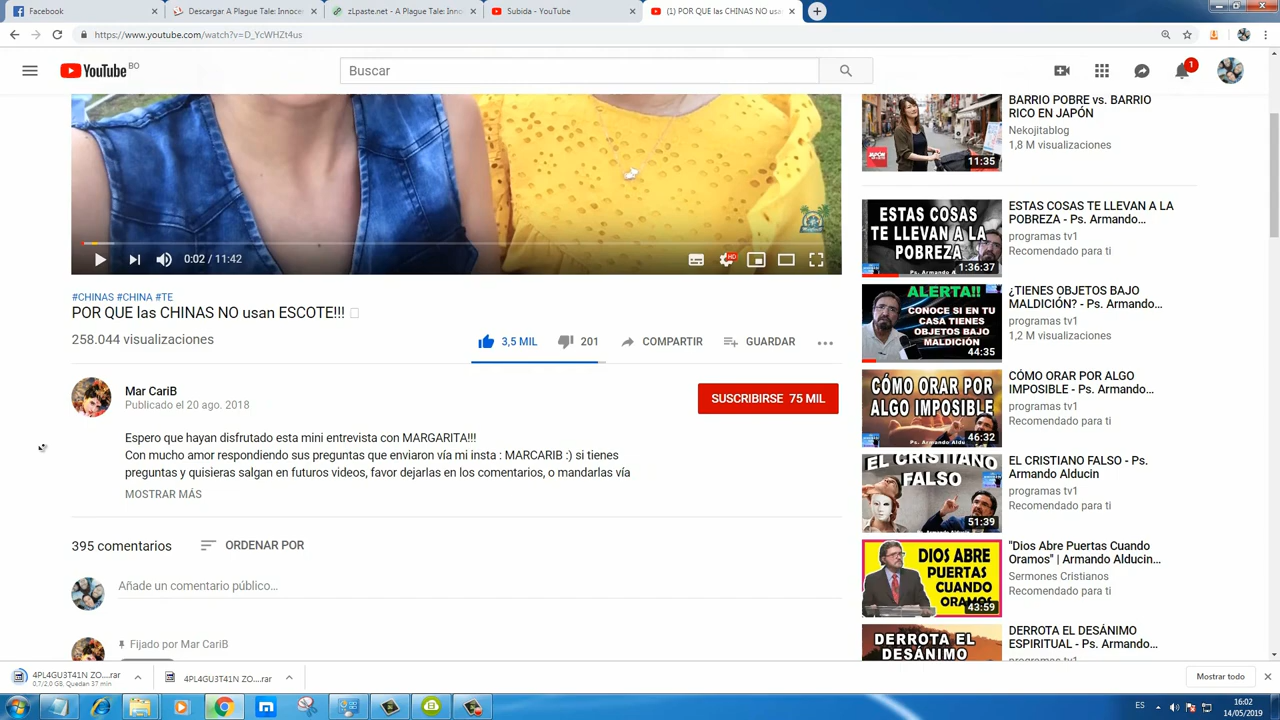 Facebook
Descargar A Plague Tale: Innoce
zLpaste.net - A Plague Tale: Inno
Subida - YouTube
(1) POR QUE las CHINAS NO usa
https://www.youtube.com/watch?v=D_YcWHZt4us
YouTube BO
Buscar
1
0:02 / 11:42
HD
#CHINAS #CHINA #TE
POR QUE las CHINAS NO usan ESCOTE!!!
258.044 visualizaciones
3,5 MIL
201
COMPARTIR
GUARDAR
Mar CariB
Publicado el 20 ago. 2018
SUSCRIBIRSE 75 MIL
Espero que hayan disfrutado esta mini entrevista con MARGARITA!!!
Con mucho amor respondiendo sus preguntas que enviaron vía mi insta : MARCARIB :) si tienes
preguntas y quisieras salgan en futuros vídeos, favor dejarlas en los comentarios, o mandarlas vía
MOSTRAR MÁS
395 comentarios
ORDENAR POR
Añade un comentario público...
Fijado por Mar CariB
JAPÓN
11:35
BARRIO POBRE vs. BARRIO
RICO EN JAPÓN
Nekojitablog
1,8 M visualizaciones
ESTAS COSAS
TE LLEVAN A LA
POBREZA
Ps. Armando
1:36:37
ESTAS COSAS TE LLEVAN A LA
POBREZA - Ps. Armando...
programas tv1
Recomendado para ti
ALERTA!!
CONOCE SI EN TU
CASA TIENES
OBJETOS BAJO
MALDICIÓN
44:35
¿TIENES OBJETOS BAJO
MALDICIÓN? - Ps. Armando...
programas tv1
1,2 M visualizaciones
CÓMO ORAR POR
ALGO IMPOSIBLE
Ps. Armando Aldu
46:32
CÓMO ORAR POR ALGO
IMPOSIBLE - Ps. Armando...
programas tv1
Recomendado para ti
EL CRISTIANO
FALSO
51:39
EL CRISTIANO FALSO - Ps.
Armando Alducin
programas tv1
Recomendado para ti
DIOS ABRE
PUERTAS
CUANDO
ORAMOS
43:59
"Dios Abre Puertas Cuando
Oramos" | Armando Alducin...
Sermones Cristianos
Recomendado para ti
DERROTA EL
DESÁNIMO
DERROTA EL DESÁNIMO
ESPIRITUAL - Ps. Armando...
programas tv1
4PL4GU3T41N ZO....rar
0,7/2,0 GB, Quedan 37 min
4PL4GU3T41N ZO....rar
Mostrar todo
ES
16:02
14/05/2019